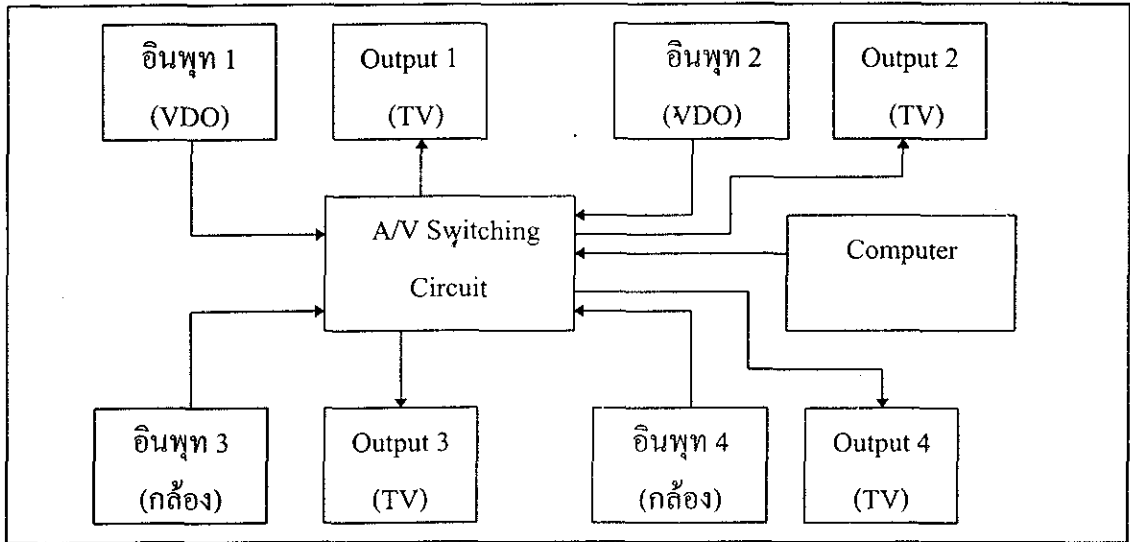 อินพุท 1
(VDO)
Output 1
(TV)
อินพุท 2
(VDO)
Output 2
(TV)
A/V Switching
Circuit
Computer
อินพุท 3
(กล้อง)
Output 3
(TV)
อินพุท 4
(กล้อง)
Output 4
(TV)